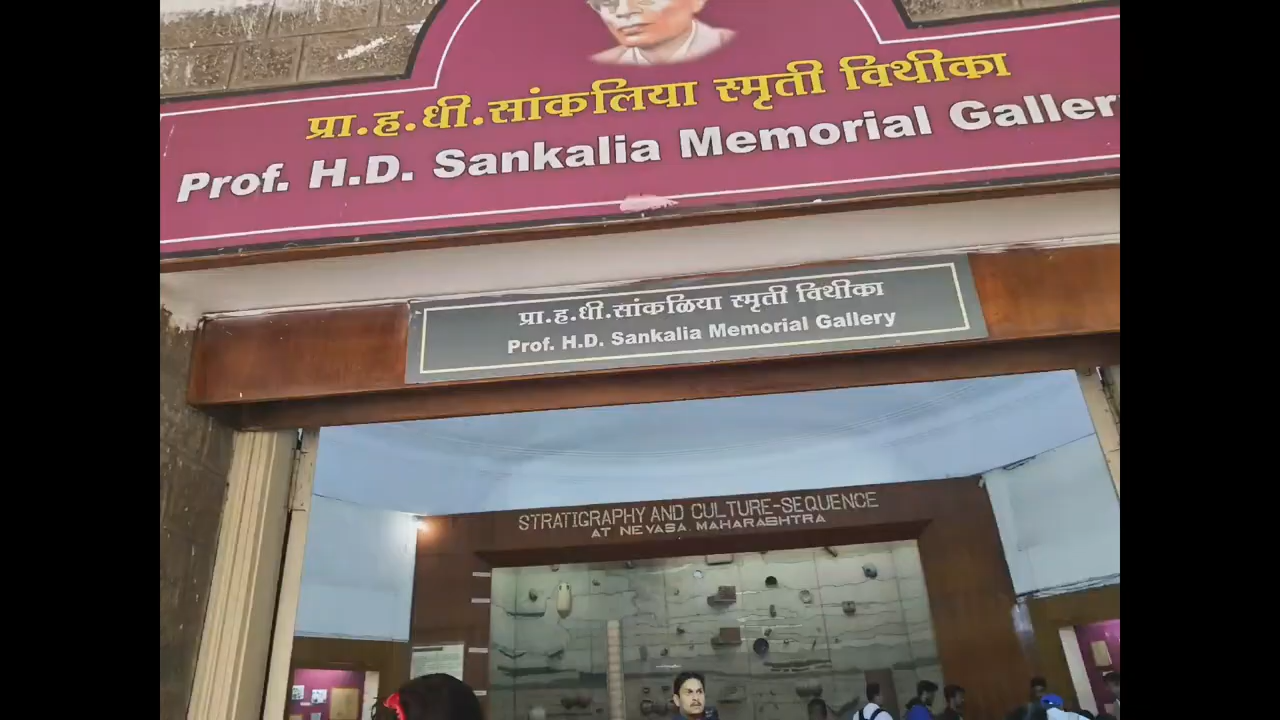 प्रा.ह.धी.सांकलिया स्मृती विथीका
Prof. H.D. Sankalia Memorial Galler
प्रा.ह.धी.सांकळिया स्मृती विथीका
Prof. H.D. Sankalia Memorial Gallery
STRATIGRAPHY AND CULTURE-SEQUENCE
AT NEVASA, MAHARASHTRA